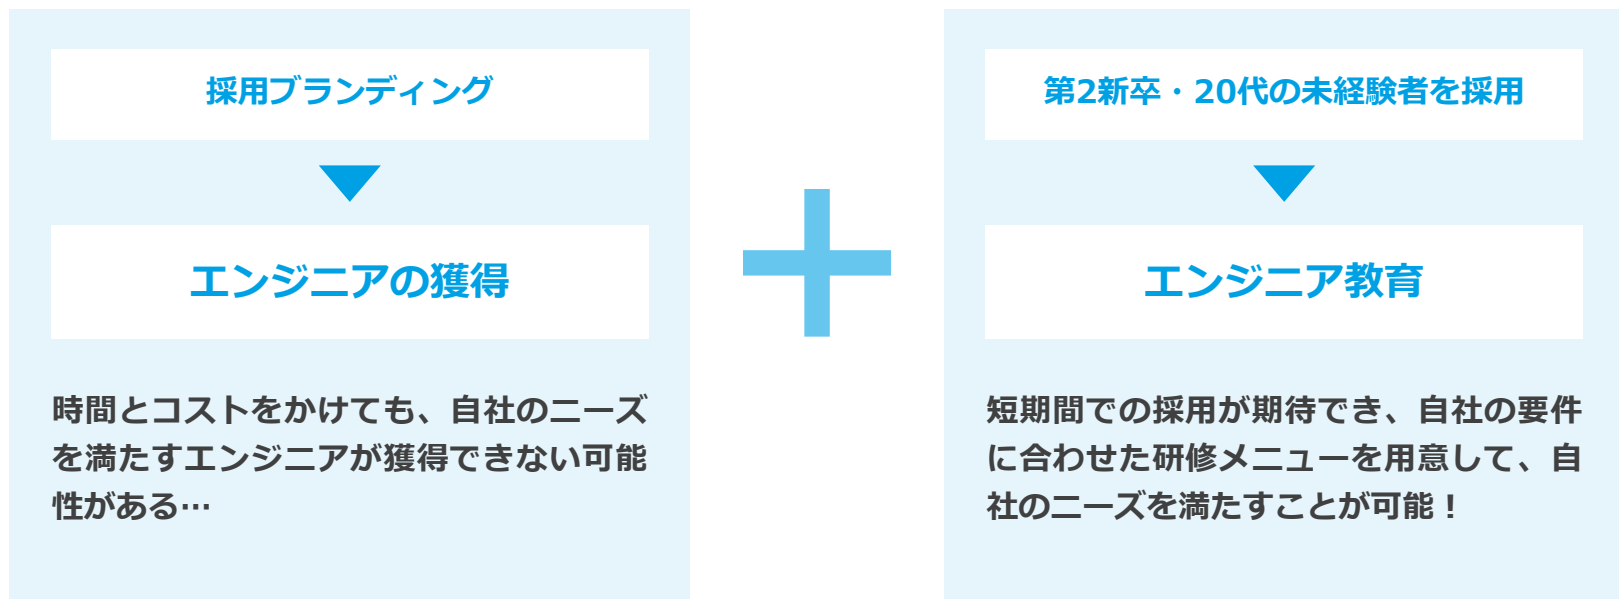 採用ブランディング
エンジニアの獲得
時間とコストをかけても、自社のニーズ
を満たすエンジニアが獲得できない可能
性がある…
第2新卒・20代の未経験者を採用
エンジニア教育
短期間での採用が期待でき、自社の要件
に合わせた研修メニューを用意して、自
社のニーズを満たすことが可能！